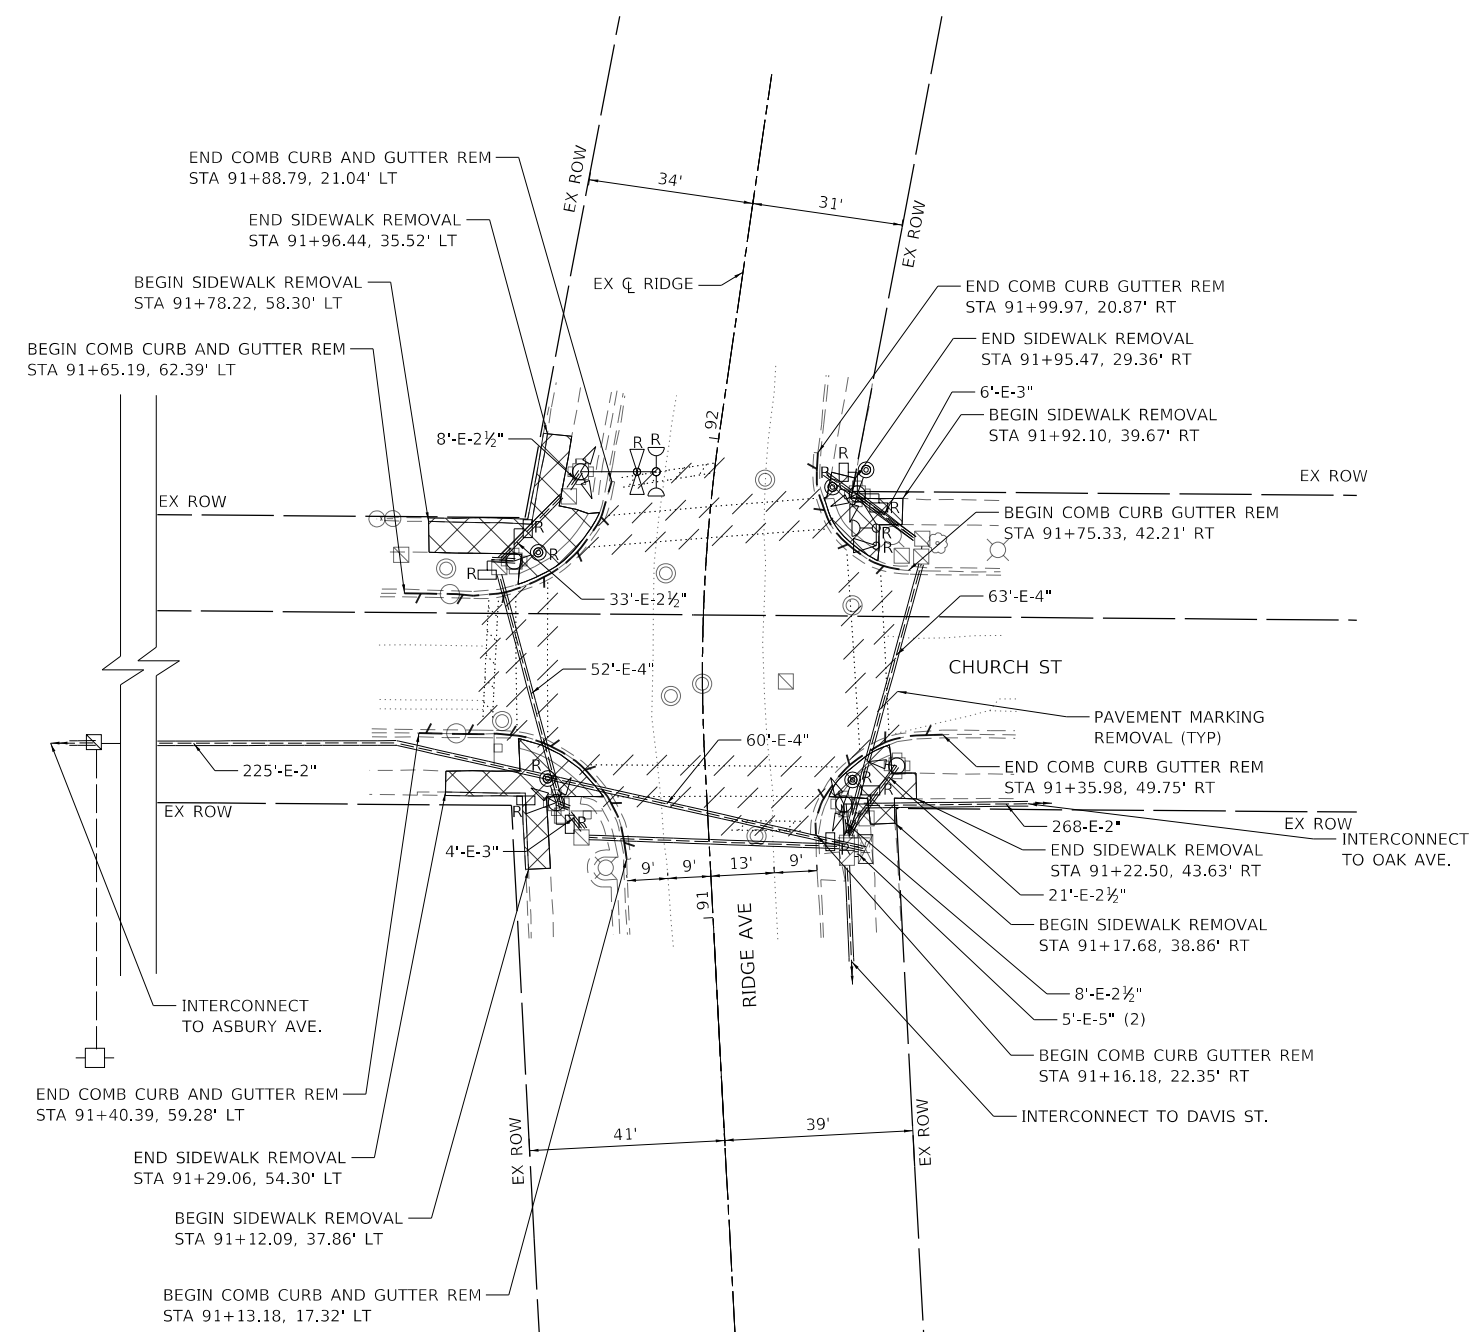 END COMB CURB AND GUTTER REM
STA 91+88.79, 21.04' LT
END SIDEWALK REMOVAL
STA 91+96.44, 35.52' LT
BEGIN SIDEWALK REMOVAL
STA 91+78.22, 58.30' LT
BEGIN COMB CURB AND GUTTER REM
STA 91+65.19, 62.39' LT
EX ROW
34'
31'
EX ROW
EX ℄ RIDGE
END COMB CURB GUTTER REM
STA 91+99.97, 20.87' RT
END SIDEWALK REMOVAL
STA 91+95.47, 29.36' RT
6'-E-3"
BEGIN SIDEWALK REMOVAL
STA 91+92.10, 39.67' RT
92
8'-E-2½"
R
R
R
R
R
R
R
R
R
EX ROW
EX ROW
BEGIN COMB CURB GUTTER REM
STA 91+75.33, 42.21' RT
33'-E-2½"
63'-E-4"
52'-E-4"
CHURCH ST
PAVEMENT MARKING
REMOVAL (TYP)
60'-E-4"
225'-E-2"
END COMB CURB GUTTER REM
STA 91+35.98, 49.75' RT
EX ROW
R
R
R
R
R
R
R
268-E-2"
EX ROW
INTERCONNECT
TO OAK AVE.
4'-E-3"
END SIDEWALK REMOVAL
STA 91+22.50, 43.63' RT
9'
9'
13'
9'
21'-E-2½"
91
RIDGE AVE
BEGIN SIDEWALK REMOVAL
STA 91+17.68, 38.86' RT
8'-E-2½"
5'-E-5" (2)
INTERCONNECT
TO ASBURY AVE.
BEGIN COMB CURB GUTTER REM
STA 91+16.18, 22.35' RT
END COMB CURB AND GUTTER REM
STA 91+40.39, 59.28' LT
INTERCONNECT TO DAVIS ST.
41'
39'
EX ROW
EX ROW
END SIDEWALK REMOVAL
STA 91+29.06, 54.30' LT
BEGIN SIDEWALK REMOVAL
STA 91+12.09, 37.86' LT
BEGIN COMB CURB AND GUTTER REM
STA 91+13.18, 17.32' LT